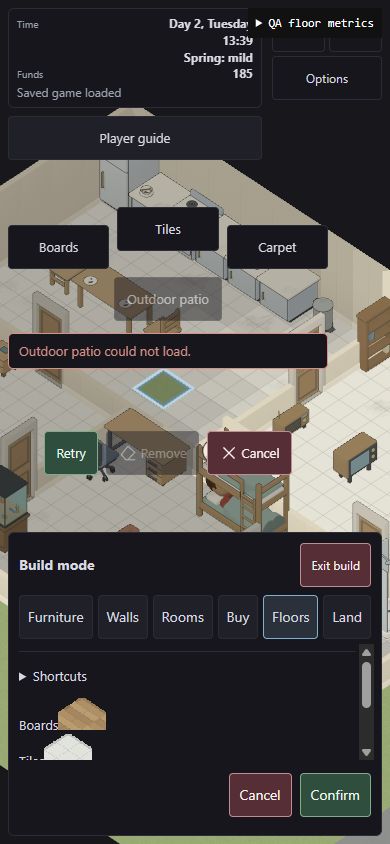 Time
Day 2, Tuesday
13:39
Spring: mild
Funds
185
Saved game loaded
▶ QA floor metrics
Options
Player guide
Boards
Tiles
Carpet
Outdoor patio
Outdoor patio could not load.
Retry
Remove
Cancel
Build mode
Exit build
Furniture
Walls
Rooms
Buy
Floors
Land
▶ Shortcuts
Boards
Tiles
Cancel
Confirm